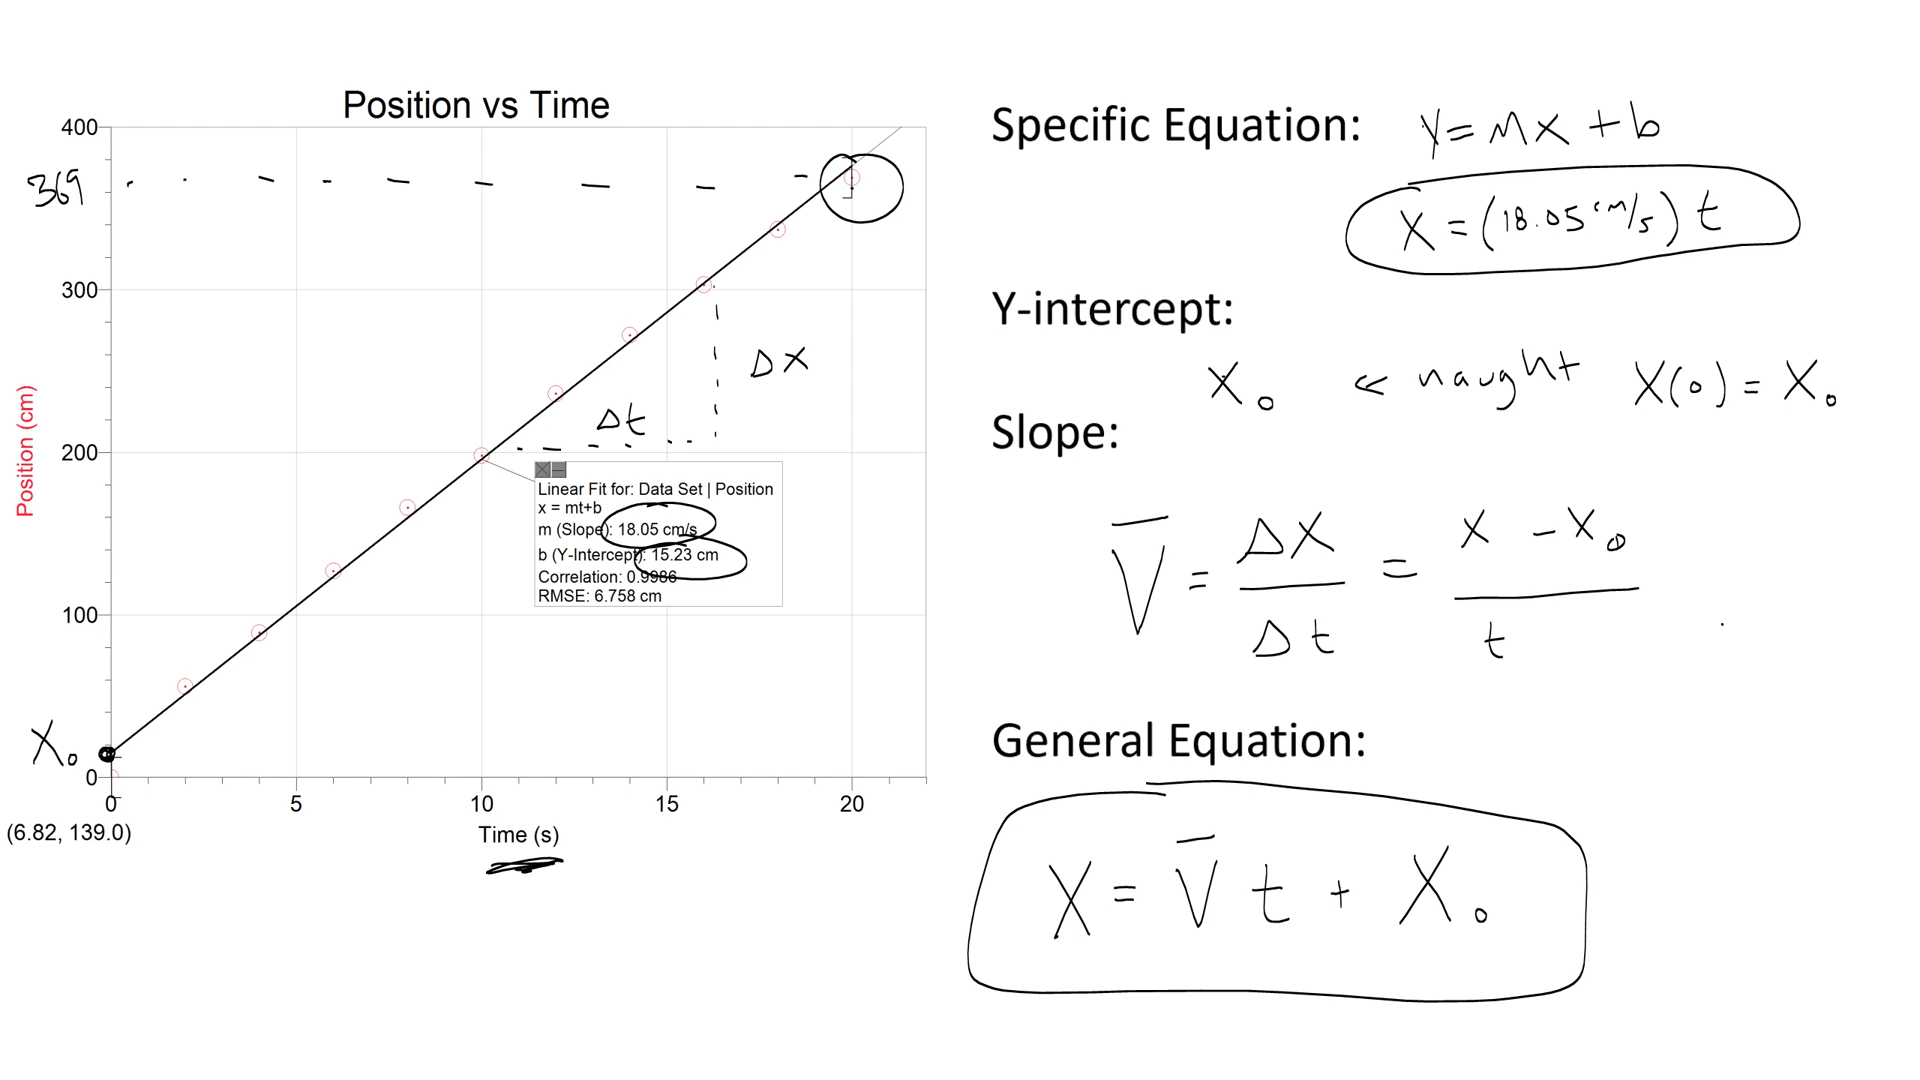 Position vs Time
400
369
300
200
100
0
Position (cm)
X₀
Δt
ΔX
Linear Fit for: Data Set | Position
x = mt+b
m (Slope): 18.05 cm/s
b (Y-Intercept): 15.23 cm
Correlation: 0.9986
RMSE: 6.758 cm
0 5 10 15 20
(6.82, 139.0)
Time (s)
Specific Equation: y = mx + b
X = (18.05 cm/s) t
Y-intercept:
X₀ ← naught X(0) = X₀
Slope:
V̅ = ΔX / Δt = X - X₀ / t
General Equation:
X = V̅ t + X₀